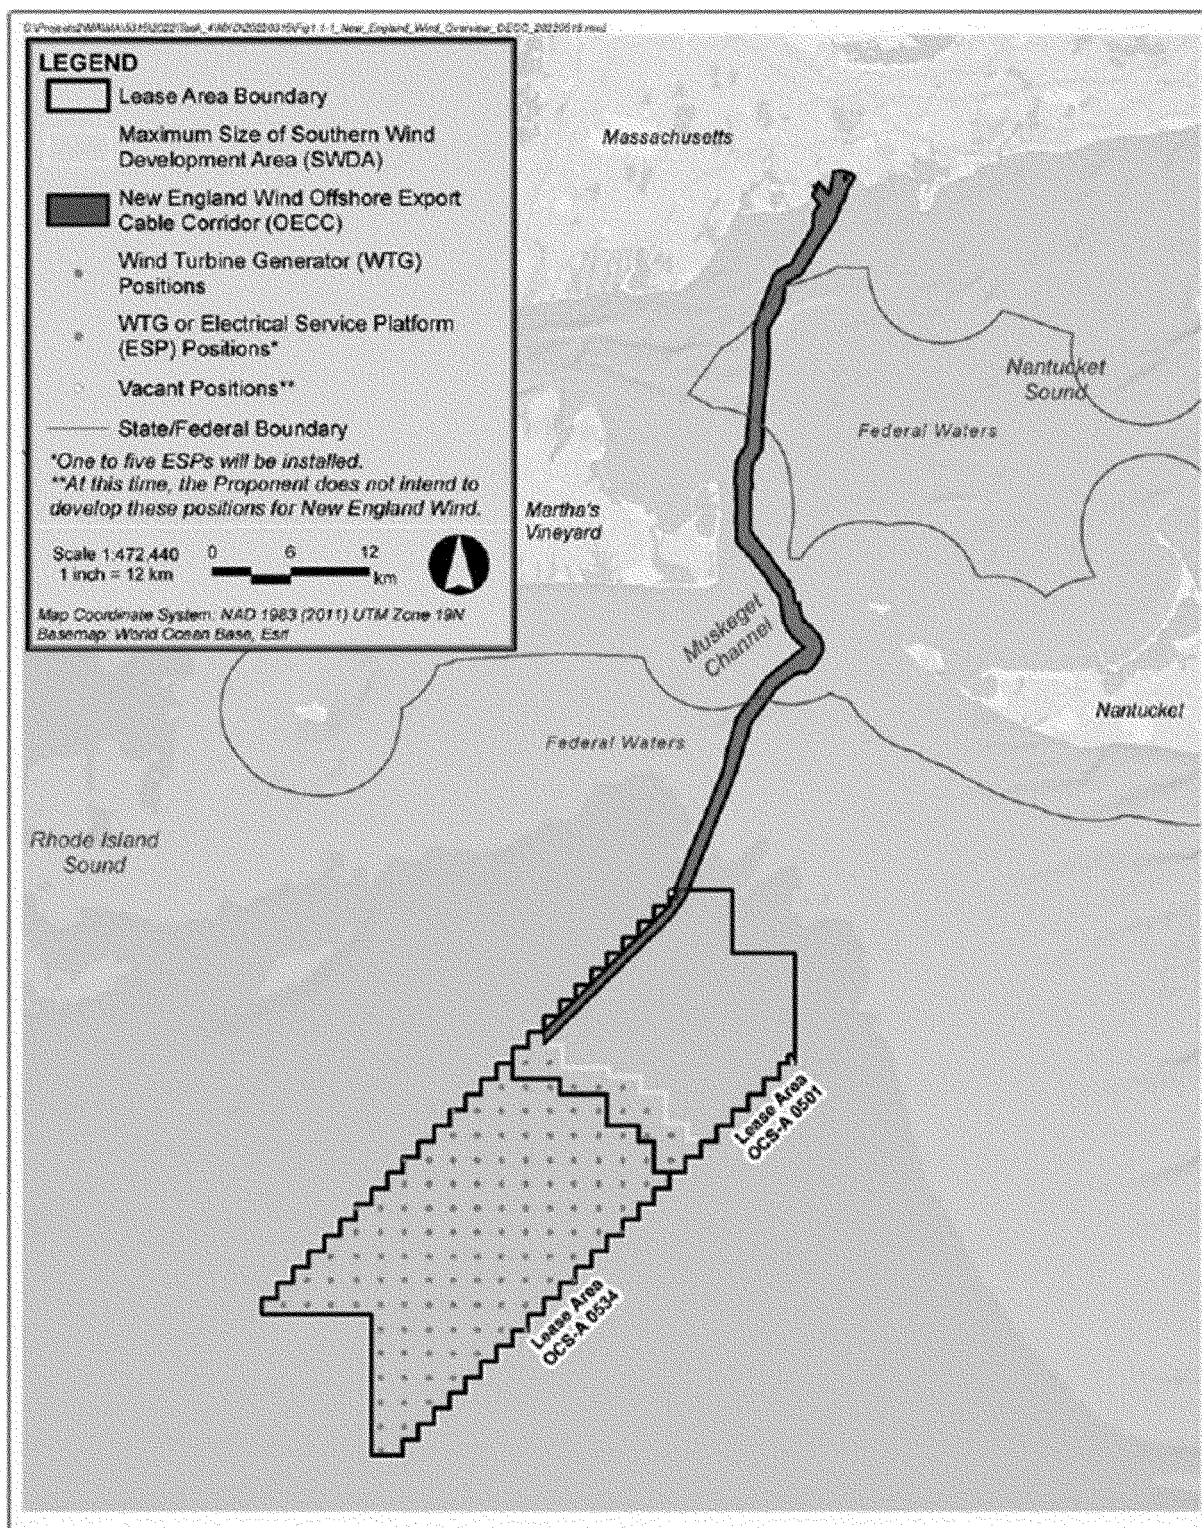 LEGEND
Lease Area Boundary
Maximum Size of Southern Wind
Development Area (SWDA)
New England Wind Offshore Export
Cable Corridor (OECC)
Wind Turbine Generator (WTG)
Positions
WTG or Electrical Service Platform
(ESP) Positions*
Vacant Positions**
State/Federal Boundary
*One to five ESPs will be installed.
**At this time, the Proponent does not intend to
develop these positions for New England Wind.
Scale 1:472,440
1 inch = 12 km
0 6 12
km
Map Coordinate System: NAD 1983 (2011) UTM Zone 19N
Basemap: World Ocean Base, Esri
Massachusetts
Nantucket
Sound
Federal Waters
Martha's
Vineyard
Muskeget
Channel
Nantucket
Federal Waters
Rhode Island
Sound
Lease Area
OCS-A 0501
Lease Area
OCS-A 0534